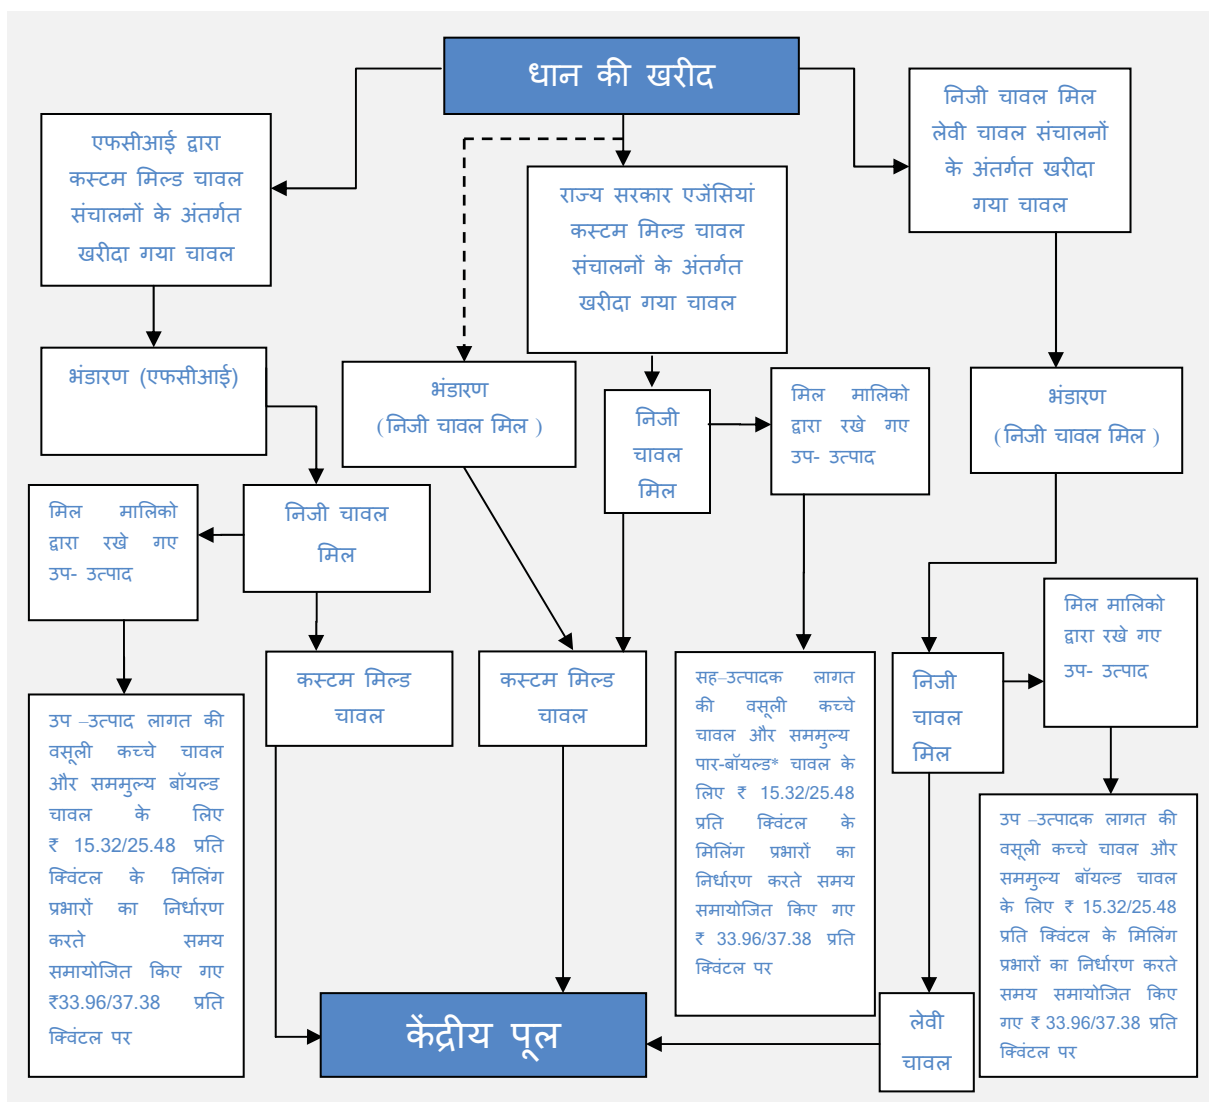 धान की खरीद
एफसीआई द्वारा
कस्टम मिल्ड चावल
संचालनों के अंतर्गत
खरीदा गया चावल
राज्य सरकार एजेंसियां
कस्टम मिल्ड चावल
संचालनों के अंतर्गत
खरीदा गया चावल
निजी चावल मिल
लेवी चावल संचालनों
के अंतर्गत खरीदा
गया चावल
भंडारण (एफसीआई)
भंडारण
(निजी चावल मिल )
निजी
चावल
मिल
मिल मालिको
द्वारा रखे गए
उप- उत्पाद
भंडारण
(निजी चावल मिल )
मिल मालिको
द्वारा रखे गए
उप- उत्पाद
निजी चावल
मिल
मिल मालिको
द्वारा रखे गए
उप- उत्पाद
कस्टम मिल्ड
चावल
कस्टम मिल्ड
चावल
सह–उत्पादक लागत
की वसूली कच्चे
चावल और सममुल्य
पार-बॉयल्ड* चावल के
लिए ₹ 15.32/25.48
प्रति क्विंटल के
मिलिंग प्रभारों का
निर्धारण करते समय
समायोजित किए गए
₹ 33.96/37.38 प्रति
क्विंटल पर
निजी
चावल
मिल
उप –उत्पाद लागत की
वसूली कच्चे चावल
और सममुल्य बॉयल्ड
चावल के लिए
₹ 15.32/25.48 प्रति
क्विंटल के मिलिंग
प्रभारों का निर्धारण
करते समय
समायोजित किए गए
₹33.96/37.38 प्रति
क्विंटल पर
उप –उत्पादक लागत की
वसूली कच्चे चावल और
सममुल्य बॉयल्ड चावल
के लिए ₹ 15.32/25.48
प्रति क्विंटल के मिलिंग
प्रभारों का निर्धारण करते
समय समायोजित किए
गए ₹ 33.96/37.38 प्रति
क्विंटल पर
केंद्रीय पूल
लेवी
चावल